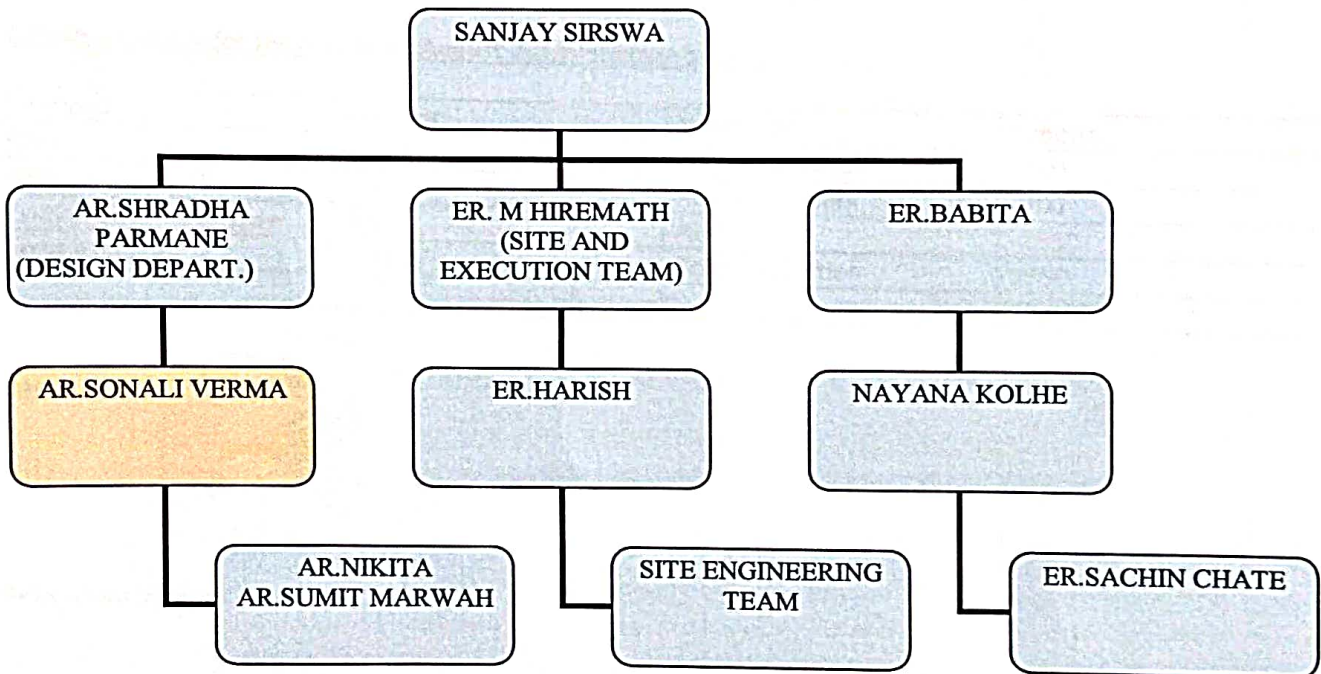 SANJAY SIRSWA
AR.SHRADHA
PARMANE
(DESIGN DEPART.)
ER. M HIREMATH
(SITE AND
EXECUTION TEAM)
ER.BABITA
AR.SONALI VERMA
ER.HARISH
NAYANA KOLHE
AR.NIKITA
AR.SUMIT MARWAH
SITE ENGINEERING
TEAM
ER.SACHIN CHATE